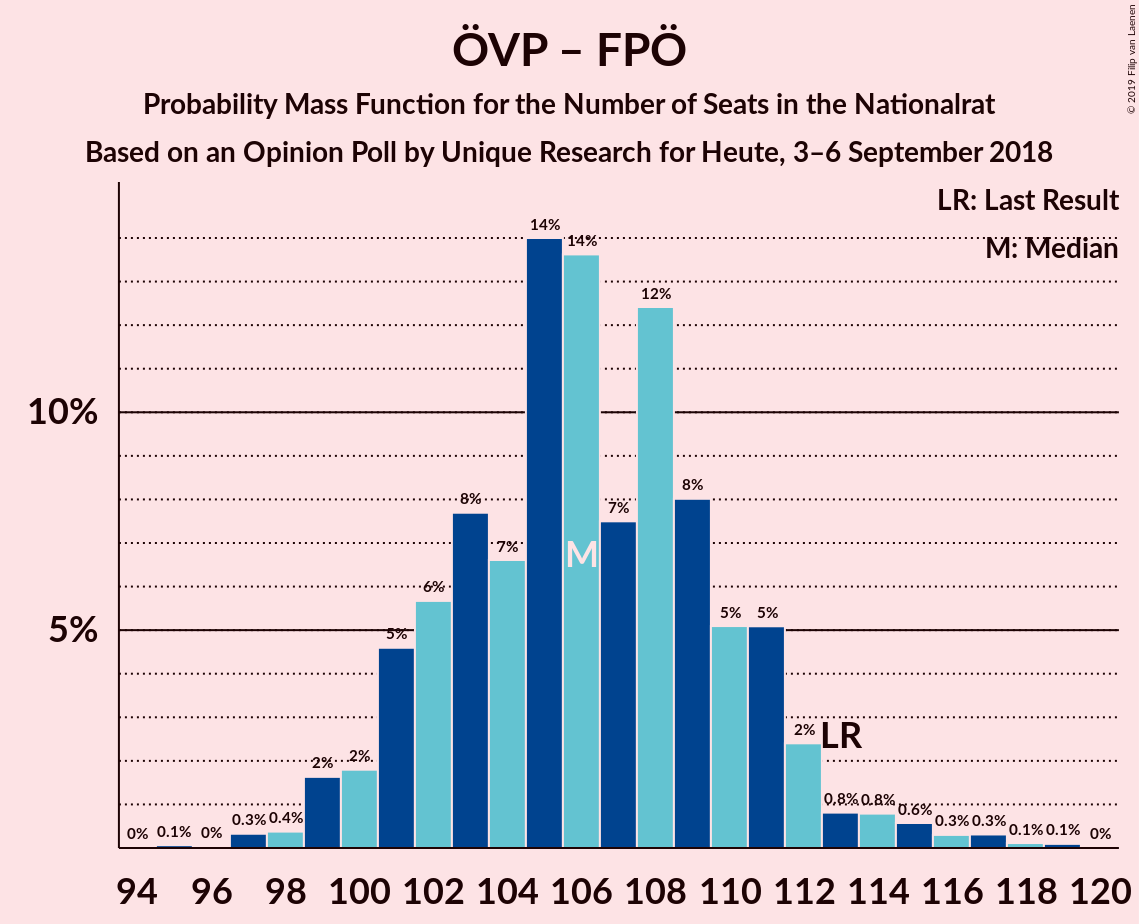 ÖVP – FPÖ
Probability Mass Function for the Number of Seats in the Nationalrat
Based on an Opinion Poll by Unique Research for Heute, 3–6 September 2018
© 2019 Filip van Laenen
LR: Last Result
M: Median
10%
5%
0% 0.1% 0% 0.3% 0.4% 2% 2% 5% 6% 8% 7% 14% 14% 7% 12% 8% 5% 5% 2% 0.8% 0.8% 0.6% 0.3% 0.3% 0.1% 0.1% 0%
M
LR
94 96 98 100 102 104 106 108 110 112 114 116 118 120